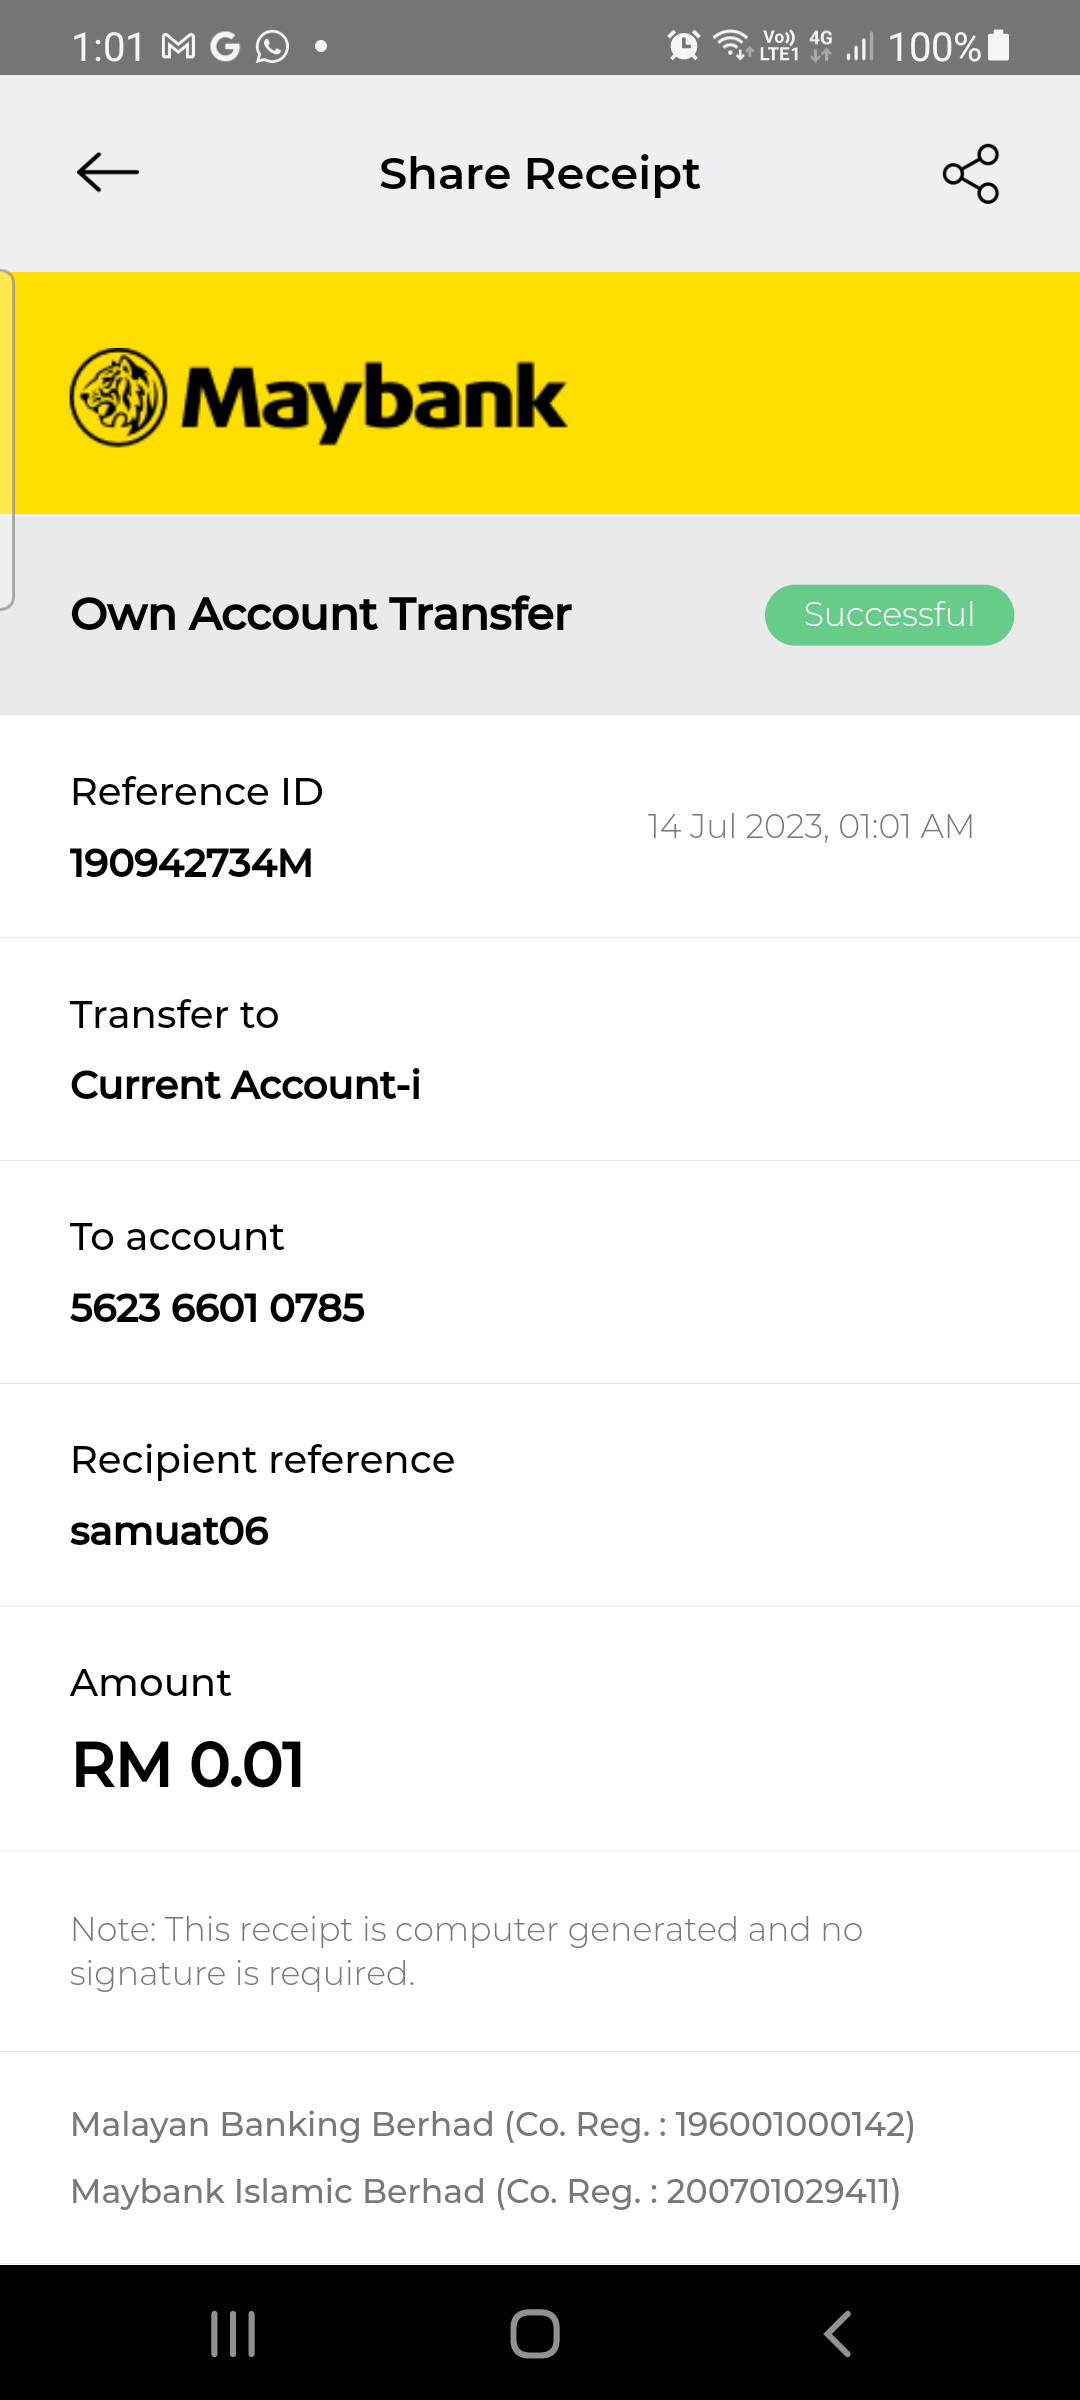 1:01
Vo)) LTE1 4G 100%
Share Receipt
Maybank
Own Account Transfer
Successful
Reference ID
14 Jul 2023, 01:01 AM
190942734M
Transfer to
Current Account-i
To account
5623 6601 0785
Recipient reference
samuat06
Amount
RM 0.01
Note: This receipt is computer generated and no
signature is required.
Malayan Banking Berhad (Co. Reg. : 196001000142)
Maybank Islamic Berhad (Co. Reg. : 200701029411)